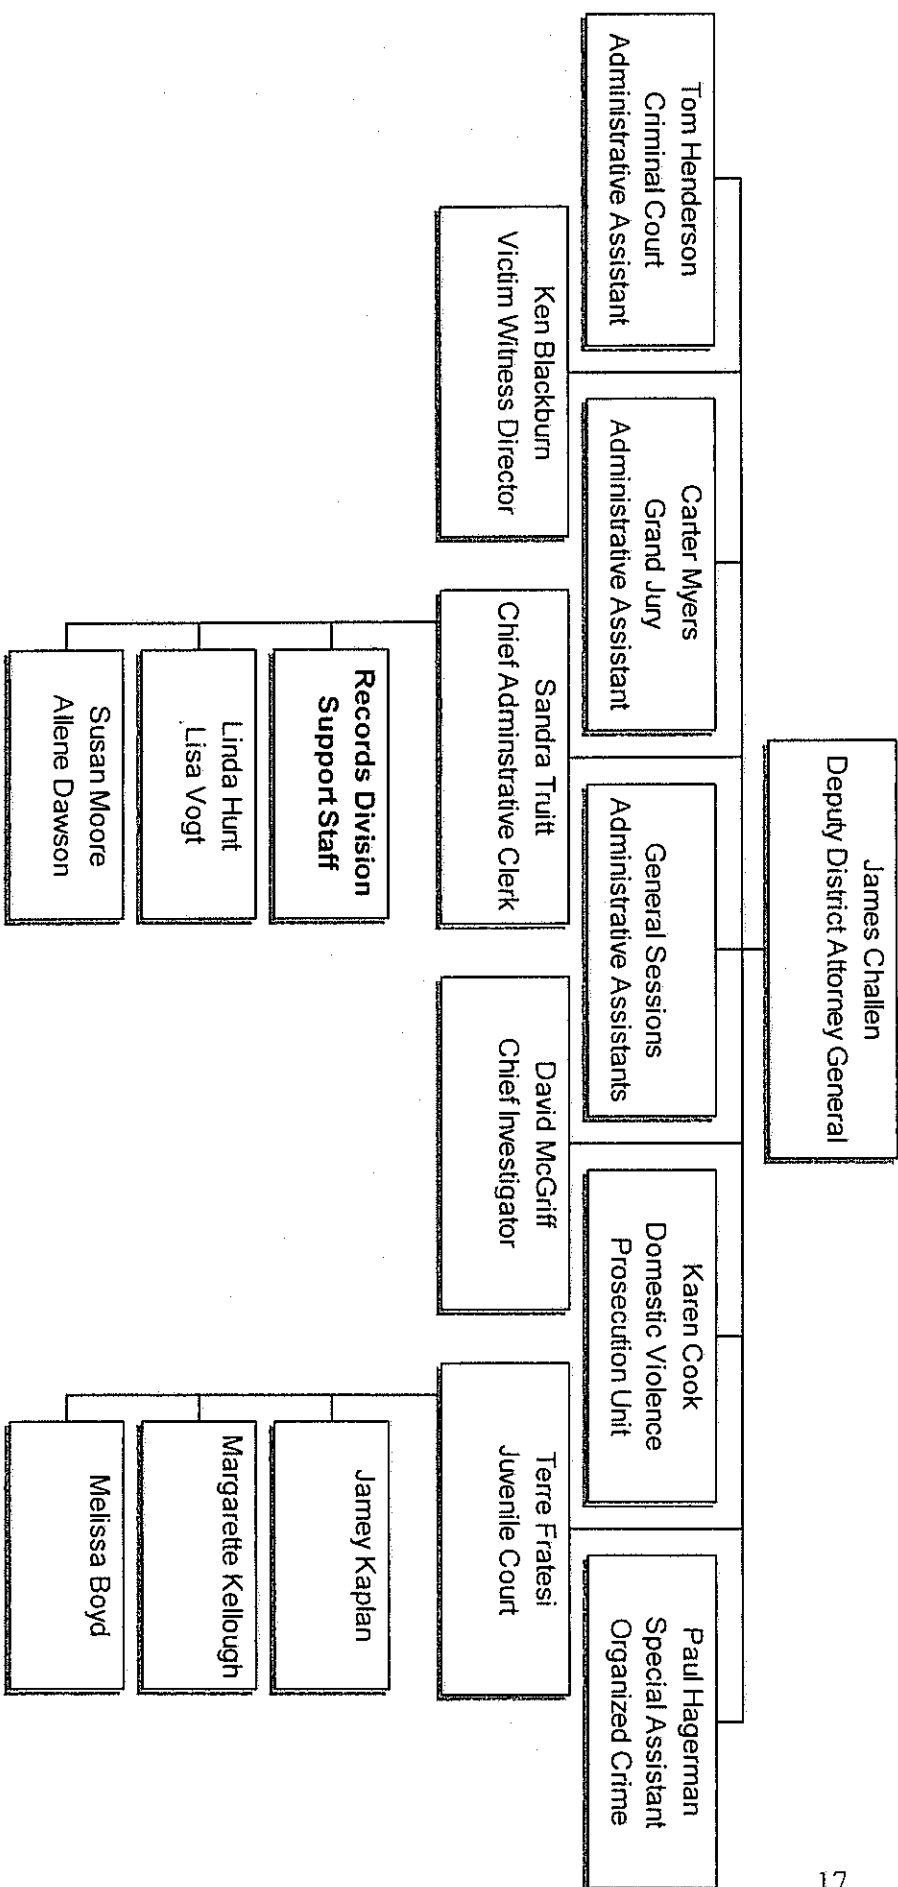 James Challen
Deputy District Attorney General
Tom Henderson
Criminal Court
Administrative Assistant
Carter Myers
Grand Jury
Administrative Assistant
General Sessions
Administrative Assistants
Karen Cook
Domestic Violence
Prosecution Unit
Paul Hagerman
Special Assistant
Organized Crime
Ken Blackburn
Victim Witness Director
Sandra Truitt
Chief Adminstrative Clerk
David McGriff
Chief Investigator
Terre Fratesi
Juvenile Court
Records Division
Support Staff
Linda Hunt
Lisa Vogt
Susan Moore
Allene Dawson
Jamey Kaplan
Margarette Kellough
Melissa Boyd
17